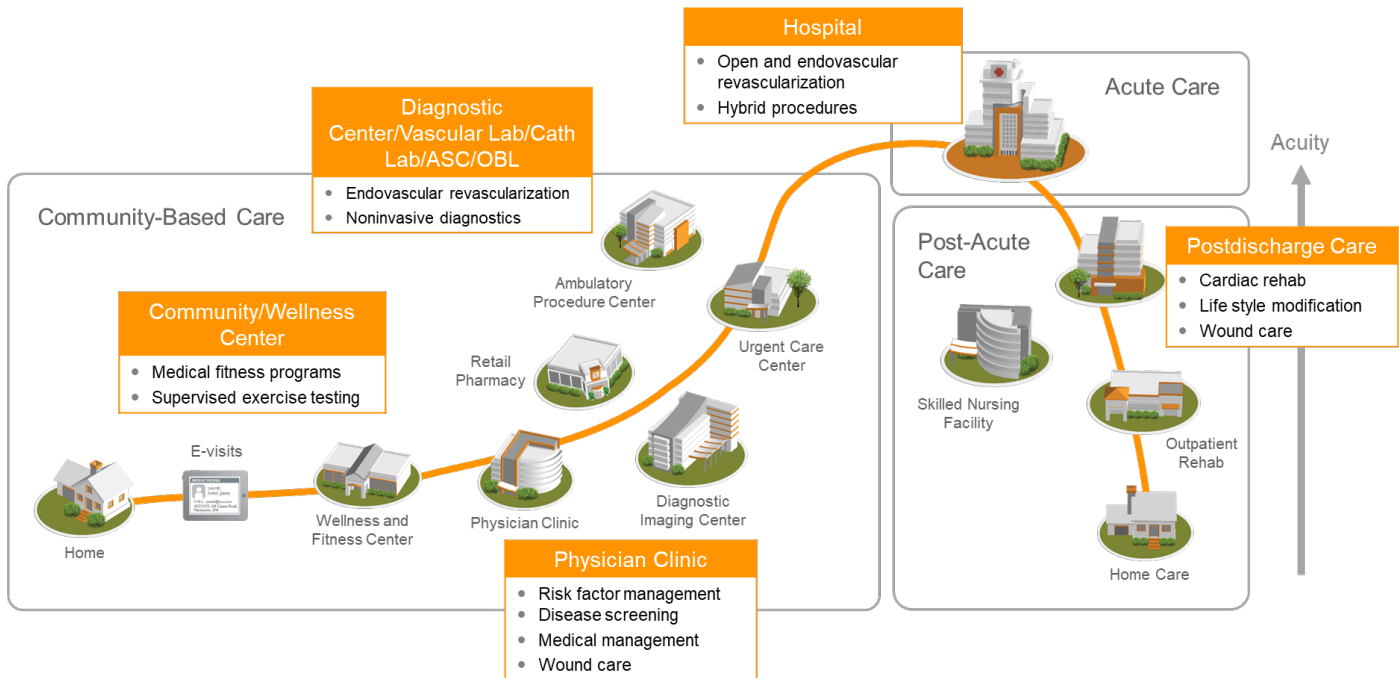 Hospital
• Open and endovascular
revascularization
• Hybrid procedures
Acute Care
Acuity
Diagnostic
Center/Vascular Lab/Cath
Lab/ASC/OBL
• Endovascular revascularization
• Noninvasive diagnostics
Community-Based Care
Community/Wellness
Center
• Medical fitness programs
• Supervised exercise testing
Ambulatory
Procedure Center
Retail
Pharmacy
Urgent Care
Center
E-visits
PATIENT PROFILE
NAME:
Home
Wellness and
Fitness Center
Physician Clinic
Diagnostic
Imaging Center
Physician Clinic
• Risk factor management
• Disease screening
• Medical management
• Wound care
Post-Acute
Care
Postdischarge Care
• Cardiac rehab
• Life style modification
• Wound care
Skilled Nursing
Facility
Outpatient
Rehab
Home Care